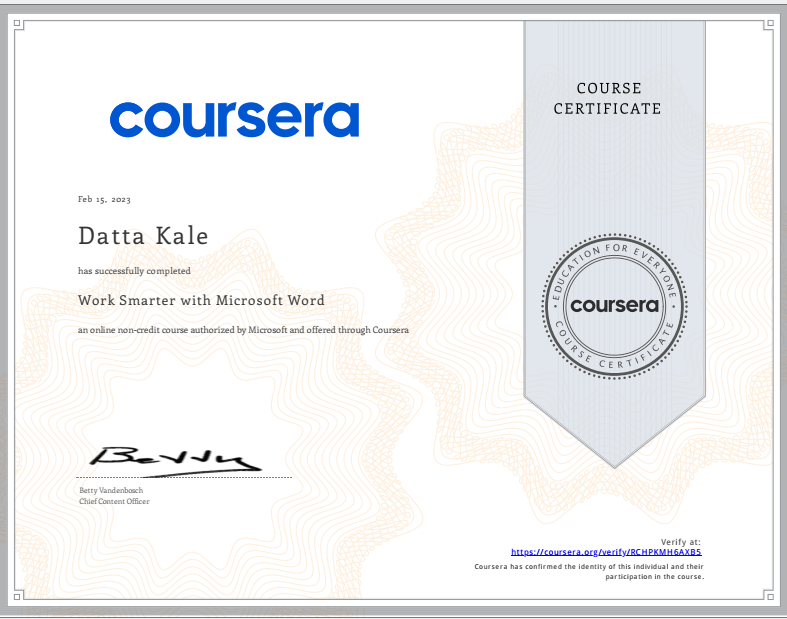 coursera
COURSE
CERTIFICATE
Feb 15, 2023
Datta Kale
has successfully completed
Work Smarter with Microsoft Word
an online non-credit course authorized by Microsoft and offered through Coursera
EDUCATION FOR EVERYONE
coursera
COURSE CERTIFICATE
Betty
Betty Vandenbosch
Chief Content Officer
Verify at:
https://coursera.org/verify/RCHPKMH6AXB5
Coursera has confirmed the identity of this individual and their
participation in the course.